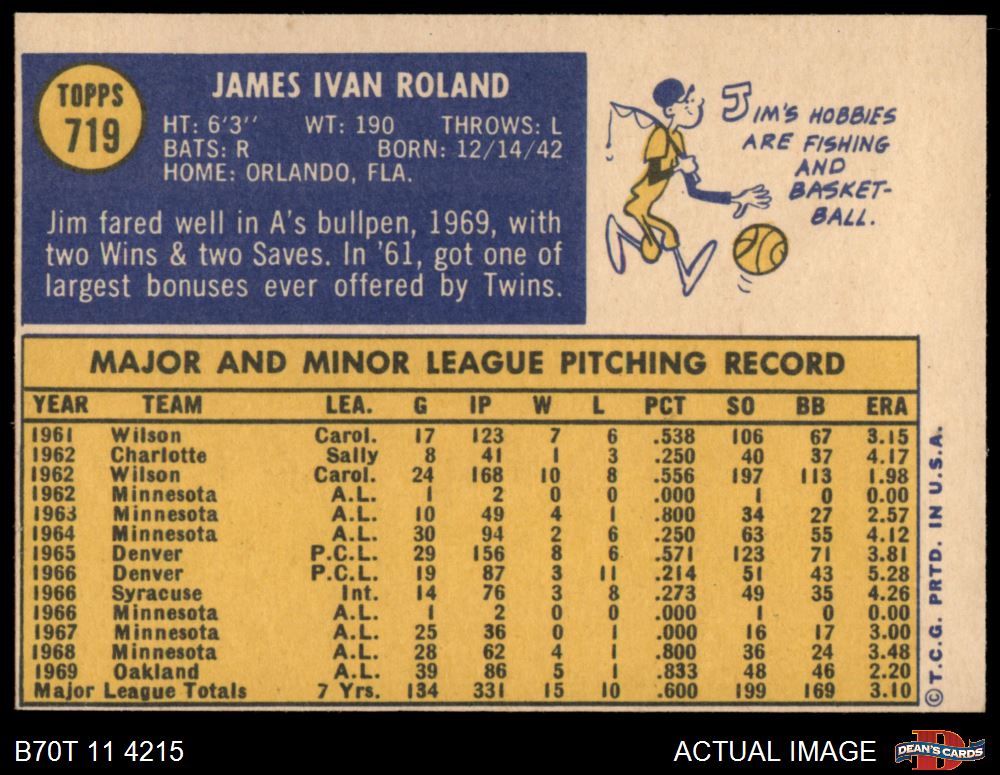 TOPPS
719
JAMES IVAN ROLAND
HT: 6'3" WT: 190 THROWS: L
BATS: R BORN: 12/14/42
HOME: ORLANDO, FLA.
Jim fared well in A's bullpen, 1969, with
two Wins & two Saves. In '61, got one of
largest bonuses ever offered by Twins.
JIM'S HOBBIES
ARE FISHING
AND
BASKET-
BALL.
MAJOR AND MINOR LEAGUE PITCHING RECORD
YEAR TEAM LEA. G IP W L PCT SO BB ERA
1961 Wilson Carol. 17 123 7 6 .538 106 67 3.15
1962 Charlotte Sally 8 41 1 3 .250 40 37 4.17
1962 Wilson Carol. 24 168 10 8 .556 197 113 1.98
1962 Minnesota A.L. 1 2 0 0 .000 1 0 0.00
1963 Minnesota A.L. 10 49 4 1 .800 34 27 2.57
1964 Minnesota A.L. 30 94 2 6 .250 63 55 4.12
1965 Denver P.C.L. 29 156 8 6 .571 123 71 3.81
1966 Denver P.C.L. 19 87 3 11 .214 51 43 5.28
1966 Syracuse Int. 14 76 3 8 .273 49 35 4.26
1966 Minnesota A.L. 1 2 0 0 .000 1 0 0.00
1967 Minnesota A.L. 25 36 0 1 .000 16 17 3.00
1968 Minnesota A.L. 28 62 4 1 .800 36 24 3.48
1969 Oakland A.L. 39 86 5 1 .833 48 46 2.20
Major League Totals 7 Yrs. 134 331 15 10 .600 199 169 3.10
© T.C.G. PRTD. IN U.S.A.
B70T 11 4215
ACTUAL IMAGE
DEAN'S CARDS